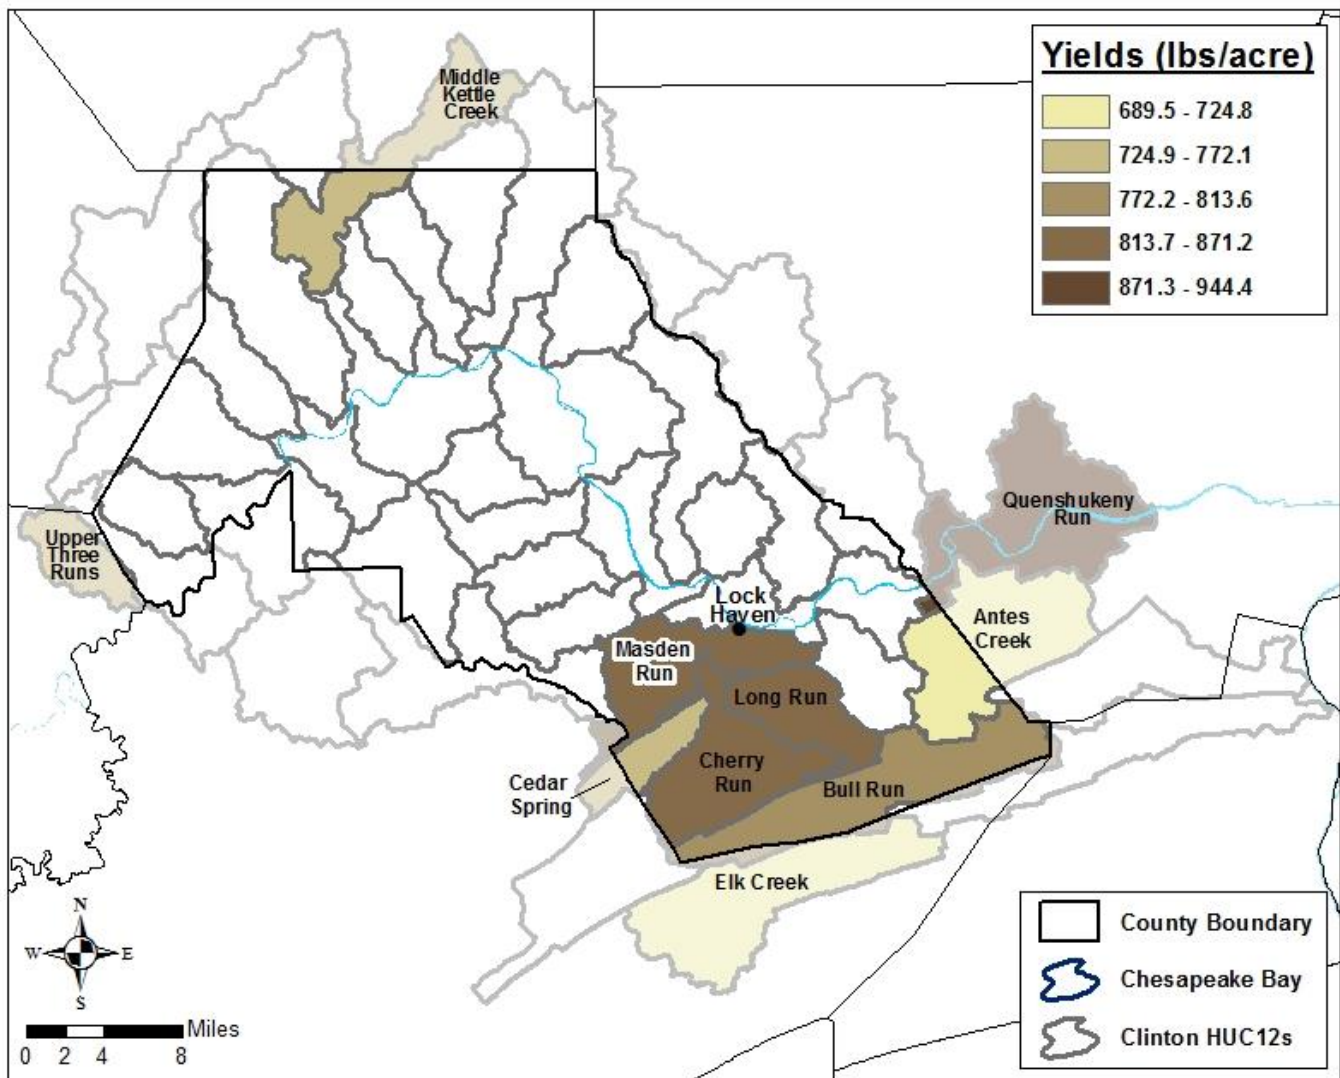 Yields (lbs/acre)
689.5 - 724.8
724.9 - 772.1
772.2 - 813.6
813.7 - 871.2
871.3 - 944.4
Middle
Kettle
Creek
Quenshukeny
Run
Upper
Three
Runs
Lock
Haven
Antes
Creek
Masden
Run
Long Run
Cherry
Run
Cedar
Spring
Bull Run
Elk Creek
N
W
E
S
Miles
0 2 4 8
County Boundary
Chesapeake Bay
Clinton HUC12s